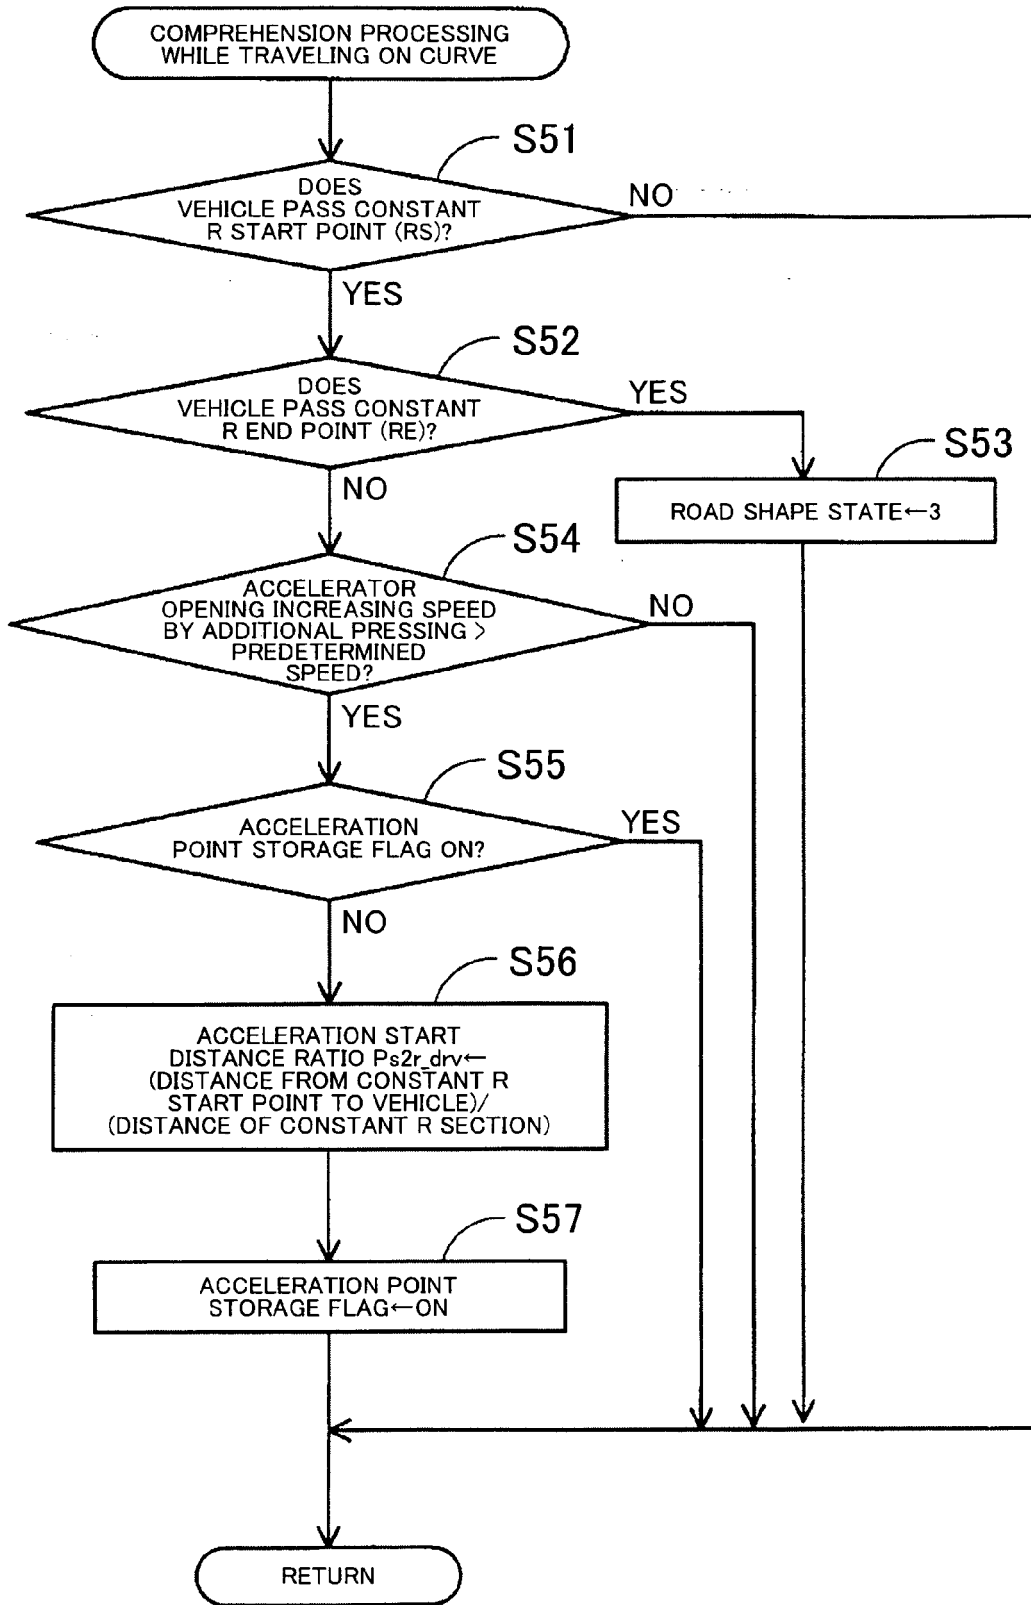 COMPREHENSION PROCESSING
WHILE TRAVELING ON CURVE
S51
DOES
VEHICLE PASS CONSTANT
R START POINT (RS)?
NO
YES
S52
DOES
VEHICLE PASS CONSTANT
R END POINT (RE)?
YES
NO
S53
ROAD SHAPE STATE←3
S54
ACCELERATOR
OPENING INCREASING SPEED
BY ADDITIONAL PRESSING >
PREDETERMINED
SPEED?
NO
YES
S55
ACCELERATION
POINT STORAGE FLAG ON?
YES
NO
S56
ACCELERATION START
DISTANCE RATIO Ps2r_drv←
(DISTANCE FROM CONSTANT R
START POINT TO VEHICLE)/
(DISTANCE OF CONSTANT R SECTION)
S57
ACCELERATION POINT
STORAGE FLAG←ON
RETURN